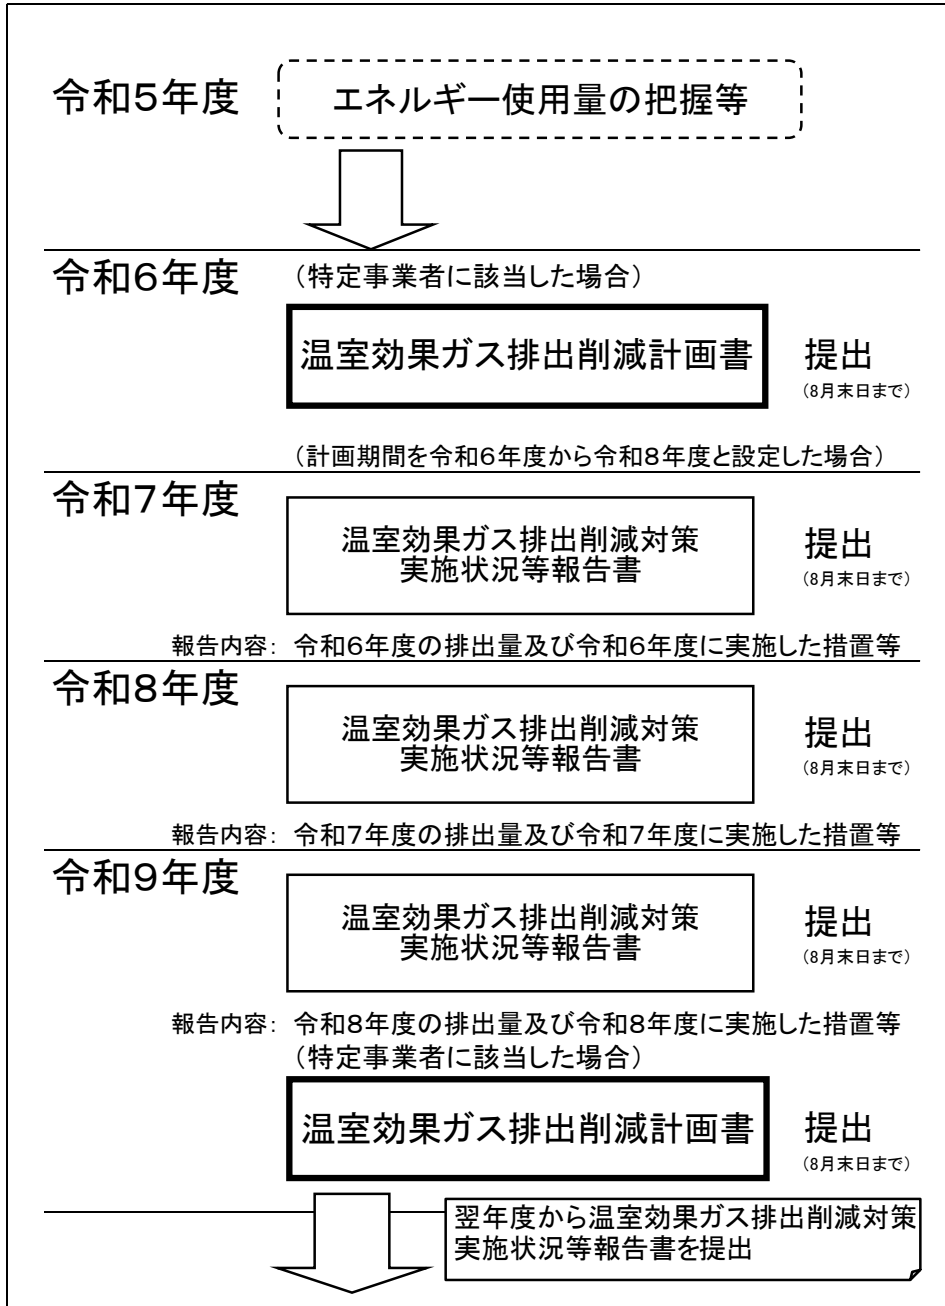 令和5年度
エネルギー使用量の把握等
令和6年度
（特定事業者に該当した場合）
温室効果ガス排出削減計画書
提出
（8月末日まで）
（計画期間を令和6年度から令和8年度と設定した場合）
令和7年度
温室効果ガス排出削減対策
実施状況等報告書
提出
（8月末日まで）
報告内容： 令和6年度の排出量及び令和6年度に実施した措置等
令和8年度
温室効果ガス排出削減対策
実施状況等報告書
提出
（8月末日まで）
報告内容： 令和7年度の排出量及び令和7年度に実施した措置等
令和9年度
温室効果ガス排出削減対策
実施状況等報告書
提出
（8月末日まで）
報告内容： 令和8年度の排出量及び令和8年度に実施した措置等
（特定事業者に該当した場合）
温室効果ガス排出削減計画書
提出
（8月末日まで）
翌年度から温室効果ガス排出削減対策
実施状況等報告書を提出